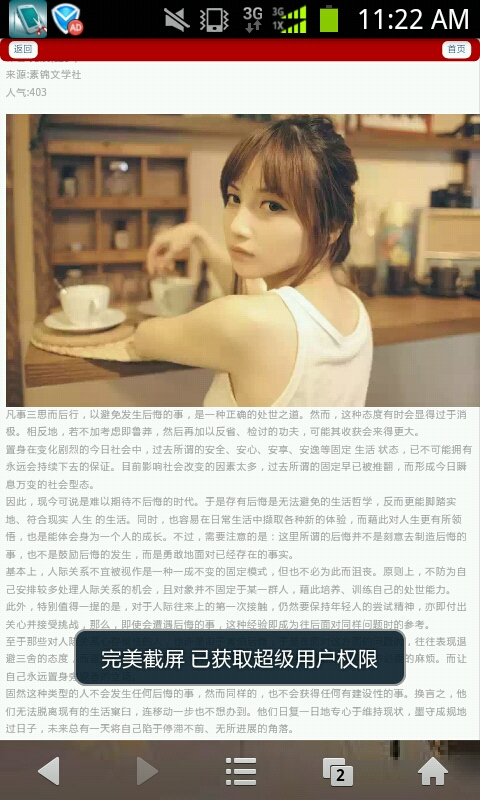 AD
3G
3G
1X
11:22 AM
返回
首页
来源:素锦文学社
人气:403
凡事三思而后行，以避免发生后悔的事，是一种正确的处世之道。然而，这种态度有时会显得过于消
极。相反地，若不加考虑即鲁莽，然后再加以反省、检讨的功夫，可能其收获会来得更大。
置身在变化剧烈的今日社会中，过去所谓的安全、安心、安事、安逸等固定 生活 状态，已不可能拥有
永远会持续下去的保证。目前影响社会改变的因素太多，过去所谓的固定早已被推翻，而形成今日瞬
息万变的社会型态。
因此，现今可说是难以期待不后悔的时代。于是存有后悔是无法避免的生活哲学，反而更能脚踏实
地、符合现实 人生 的生活。同时，也容易在日常生活中撷取各种新的体验，而藉此对人生更有所领
悟，也是能体会身为一个人的成长。不过，需要注意的是：这里所谓的后悔并不是刻意去制造后悔的
事，也不是鼓励后悔的发生，而是勇敢地面对已经存在的事实。
基本上，人际关系不宜被视作是一种一成不变的固定模式，但也不必为此而沮丧。原则上，不防为自
己安排较多处理人际关系的机会，且对象并不固定于某一群人，藉此培养、训练自己的处世能力。
此外，特别值得一提的是，对于人际往来上的第一次接触，仍然要保持年轻人的尝试精神，亦即付出
关心并接受挑战，那么，即使会遭遇后悔的事，这种经验即成为往后面对同样问题时的参考。
至于那些对人际 往往表现退
避三舍的态度， 的麻烦。而让
自己永远置身旁
完美截屏 已获取超级用户权限
固然这种类型的人不会发生任何后悔的事，然而同样的，也不会获得任何有建设性的事。换言之，他
们无法脱离现有的生活窠臼，连移动一步也不想办到。他们日复一日地专心于维持现状，墨守成规地
过日子，未来总有一天将自己陷于停滞不前、无所进展的角落。
2